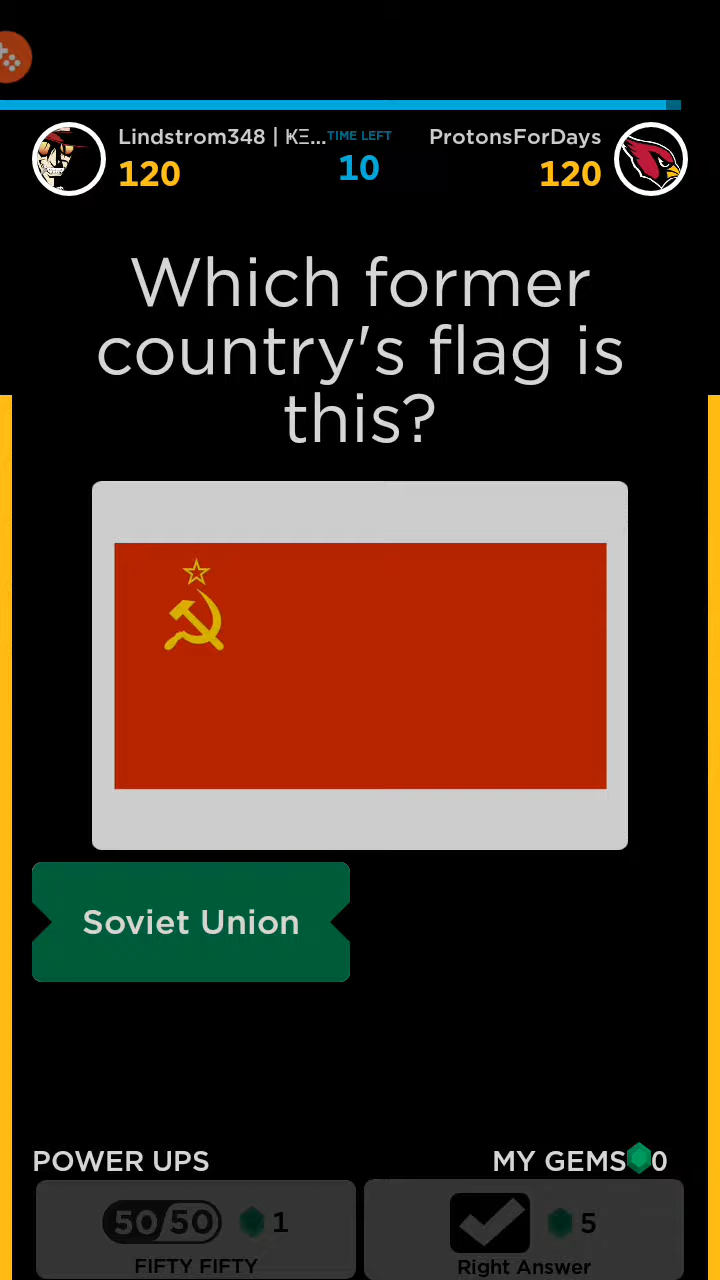 Lindstrom348 | ҜΞ...
TIME LEFT
ProtonsForDays
120
10
120
Which former
country's flag is
this?
Soviet Union
POWER UPS
MY GEMS 0
50/50 1
5
FIFTY FIFTY
Right Answer